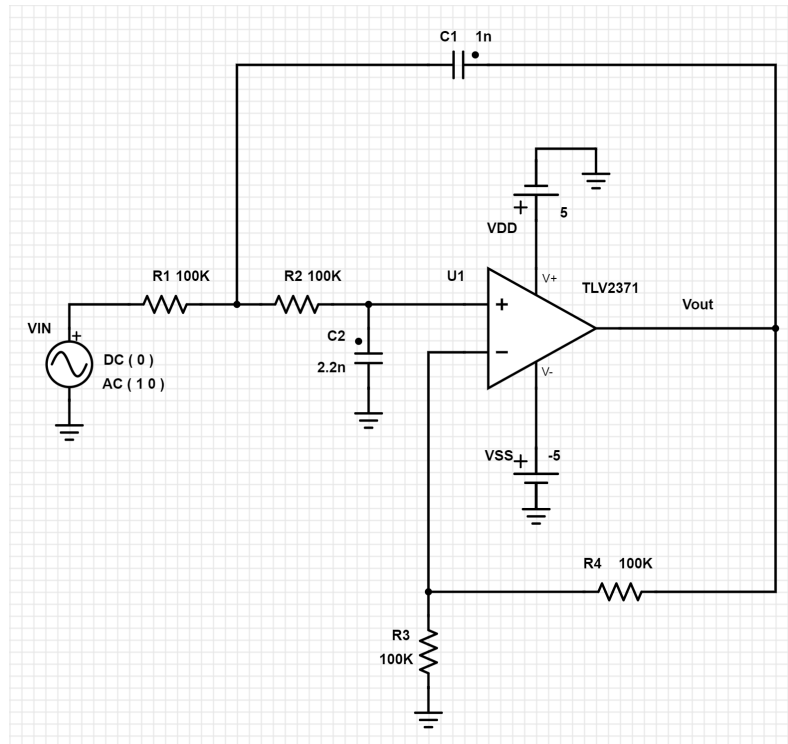 C1 1n
5
VDD
R1 100K
R2 100K
U1
V+
TLV2371
+
Vout
VIN
+
C2
DC ( 0 )
2.2n
−
AC ( 1 0 )
V-
VSS
+
-5
R4 100K
R3
100K